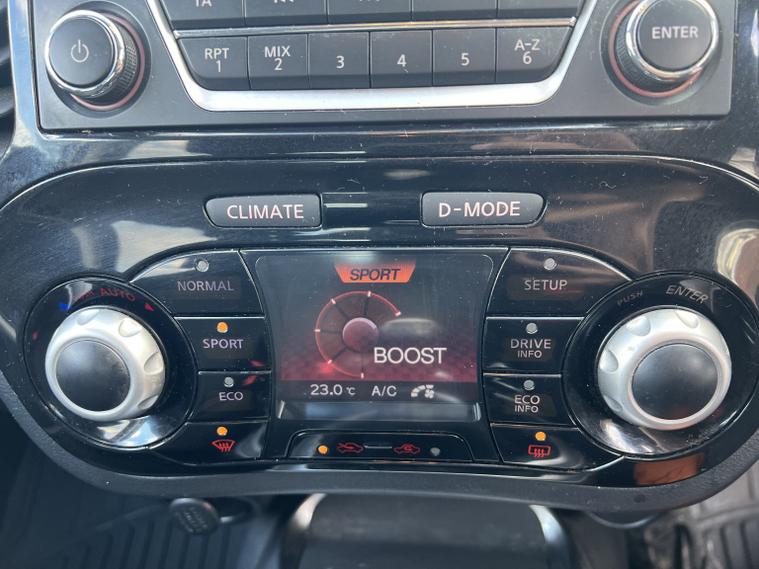 RPT MIX A-Z
1 2 3 4 5 6
ENTER
CLIMATE D-MODE
AUTO
NORMAL SPORT SETUP
PUSH ENTER
SPORT BOOST DRIVE INFO
ECO 23.0 °C A/C ECO INFO